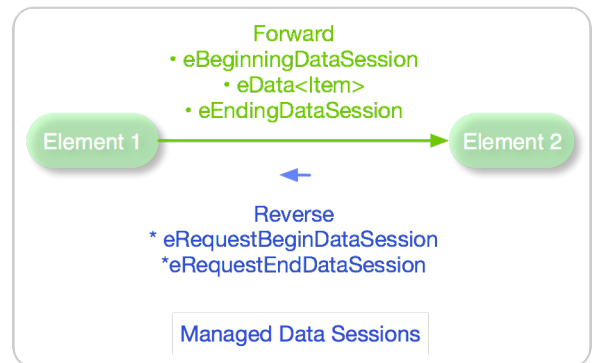 Forward
• eBeginningDataSession
• eData<Item>
• eEndingDataSession
Element 1
Element 2
Reverse
* eRequestBeginDataSession
*eRequestEndDataSession
Managed Data Sessions